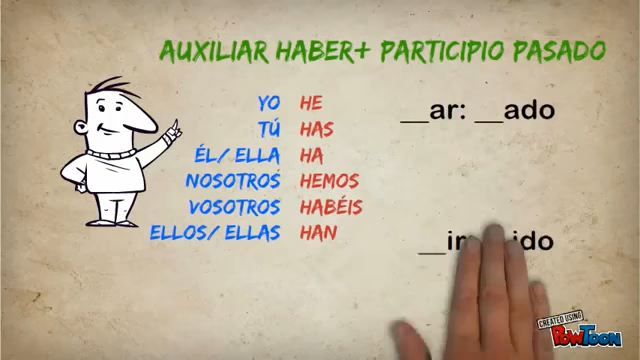 AUXILIAR HABER+ PARTICIPIO PASADO
YO HE
TÚ HAS
ÉL/ ELLA HA
NOSOTROS HEMOS
VOSOTROS HABÉIS
ELLOS/ ELLAS HAN
__ar: __ado
CREATED USING
POWTOON